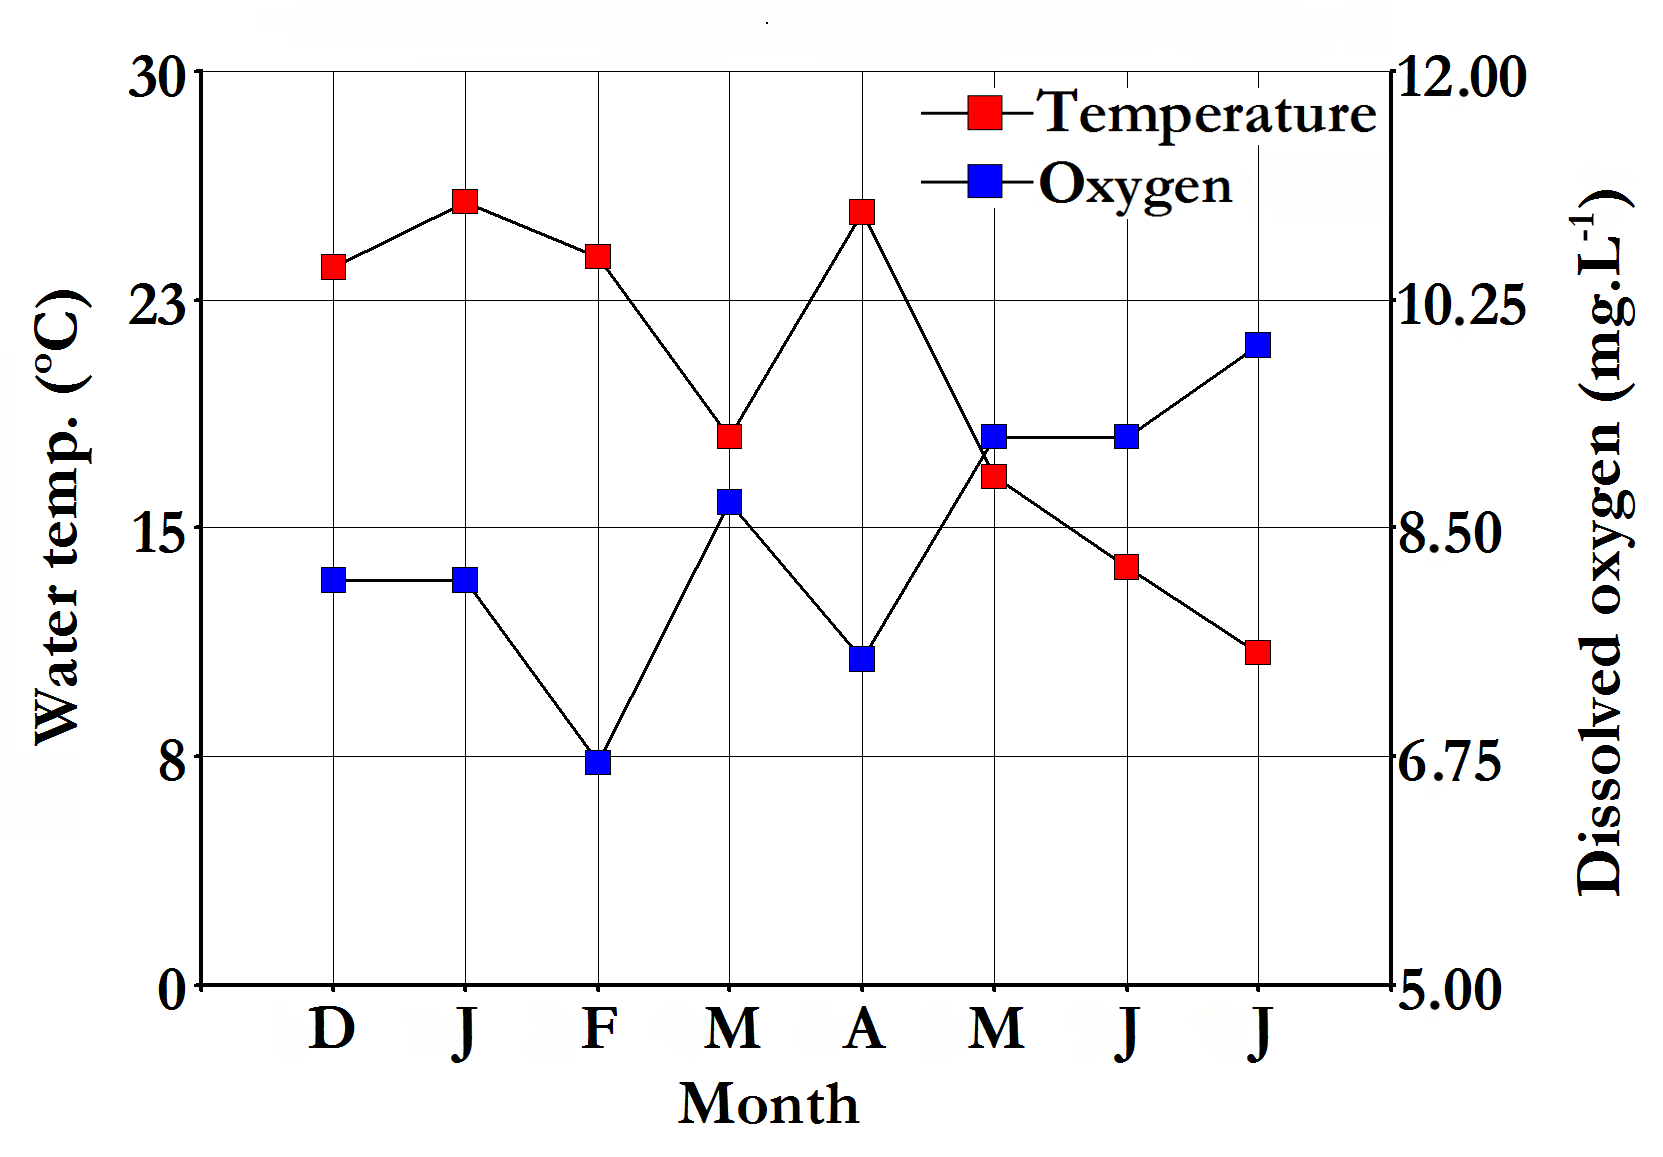 Temperature
Oxygen
30
23
15
8
0
Water temp. (ºC)
12.00
10.25
8.50
6.75
5.00
Dissolved oxygen (mg.L-1)
D J F M A M J J
Month